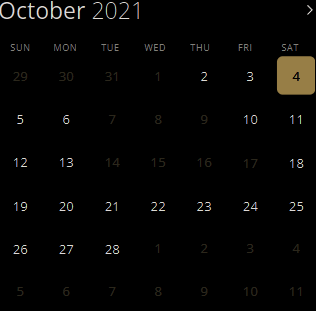 October 2021 >
SUN MON TUE WED THU FRI SAT
29 30 31 1 2 3 4
5 6 7 8 9 10 11
12 13 14 15 16 17 18
19 20 21 22 23 24 25
26 27 28 1 2 3 4
5 6 7 8 9 10 11